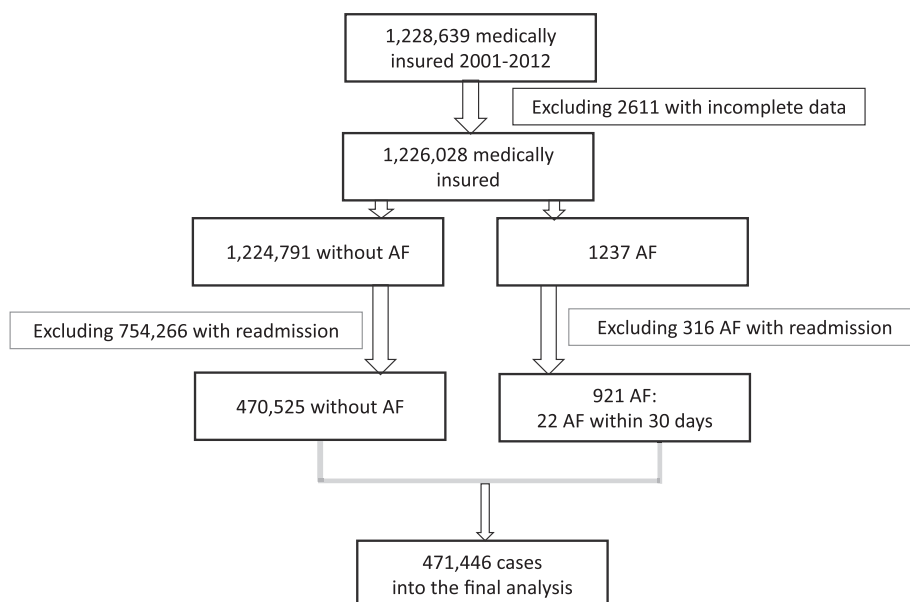 1,228,639 medically
insured 2001-2012
Excluding 2611 with incomplete data
1,226,028 medically
insured
1,224,791 without AF
1237 AF
Excluding 754,266 with readmission
Excluding 316 AF with readmission
470,525 without AF
921 AF:
22 AF within 30 days
471,446 cases
into the final analysis